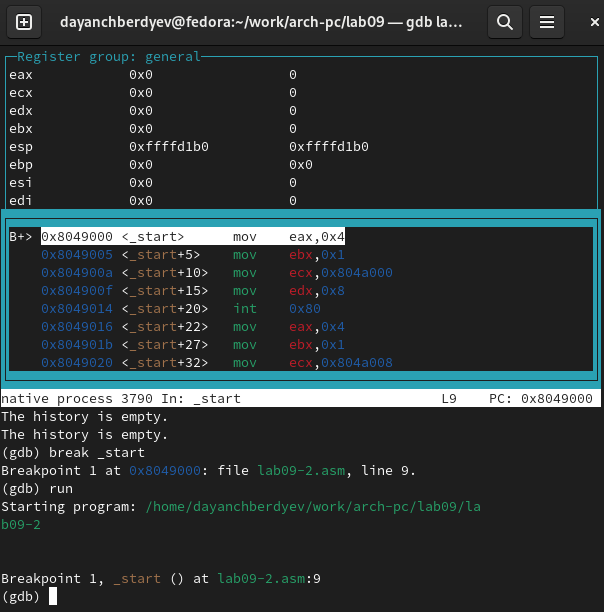 dayanchberdyev@fedora:~/work/arch-pc/lab09 — gdb la...
Register group: general
eax 0x0 0
ecx 0x0 0
edx 0x0 0
ebx 0x0 0
esp 0xffffd1b0 0xffffd1b0
ebp 0x0 0x0
esi 0x0 0
edi 0x0 0
B+> 0x8049000 <_start> mov eax,0x4
0x8049005 <_start+5> mov ebx,0x1
0x804900a <_start+10> mov ecx,0x804a000
0x804900f <_start+15> mov edx,0x8
0x8049014 <_start+20> int 0x80
0x8049016 <_start+22> mov eax,0x4
0x804901b <_start+27> mov ebx,0x1
0x8049020 <_start+32> mov ecx,0x804a008
native process 3790 In: _start L9 PC: 0x8049000
The history is empty.
The history is empty.
(gdb) break _start
Breakpoint 1 at 0x8049000: file lab09-2.asm, line 9.
(gdb) run
Starting program: /home/dayanchberdyev/work/arch-pc/lab09/la
b09-2
Breakpoint 1, _start () at lab09-2.asm:9
(gdb)